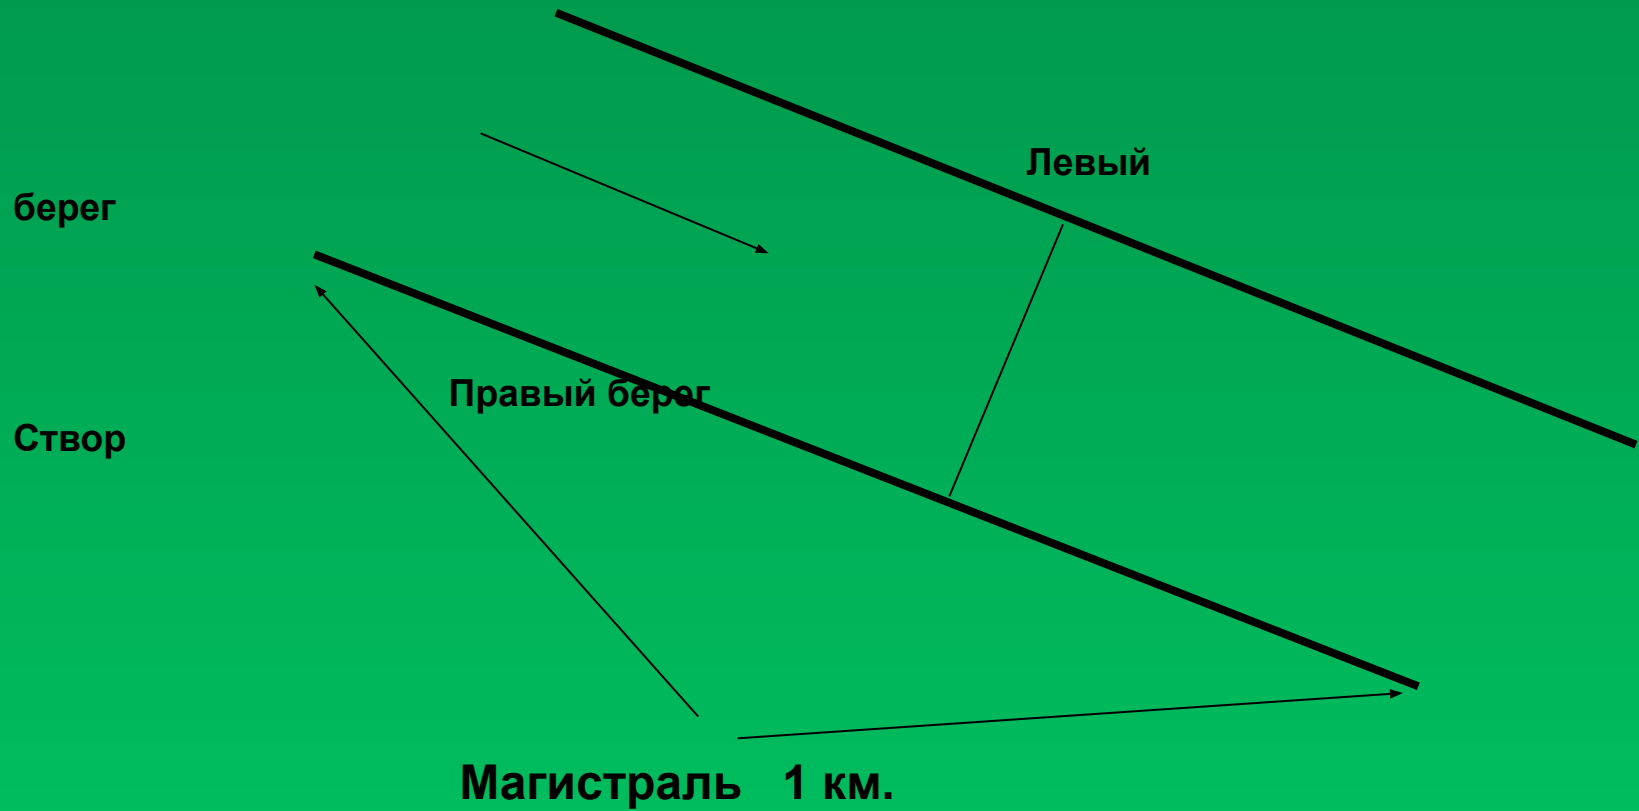 Левый
берег
Правый берег
Створ
Магистраль 1 км.